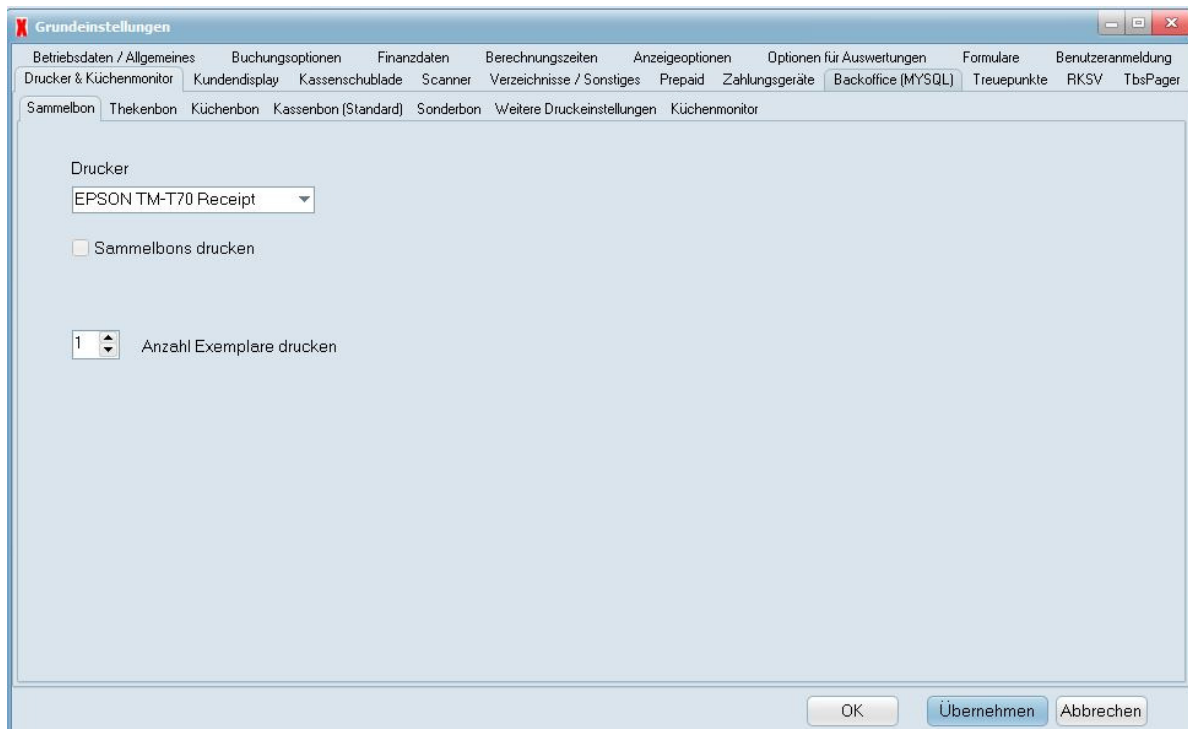 Grundeinstellungen
Betriebsdaten / Allgemeines Buchungsoptionen Finanzdaten Berechnungszeiten Anzeigeoptionen Optionen für Auswertungen Formulare Benutzeranmeldung
Drucker & Küchenmonitor Kundendisplay Kassenschublade Scanner Verzeichnisse / Sonstiges Prepaid Zahlungsgeräte Backoffice (MYSQL) Treuepunkte RKSV TbsPager
Sammelbon Thekenbon Küchenbon Kassenbon (Standard) Sonderbon Weitere Druckeinstellungen Küchenmonitor
Drucker
EPSON TM-T70 Receipt
Sammelbons drucken
1 Anzahl Exemplare drucken
OK Übernehmen Abbrechen